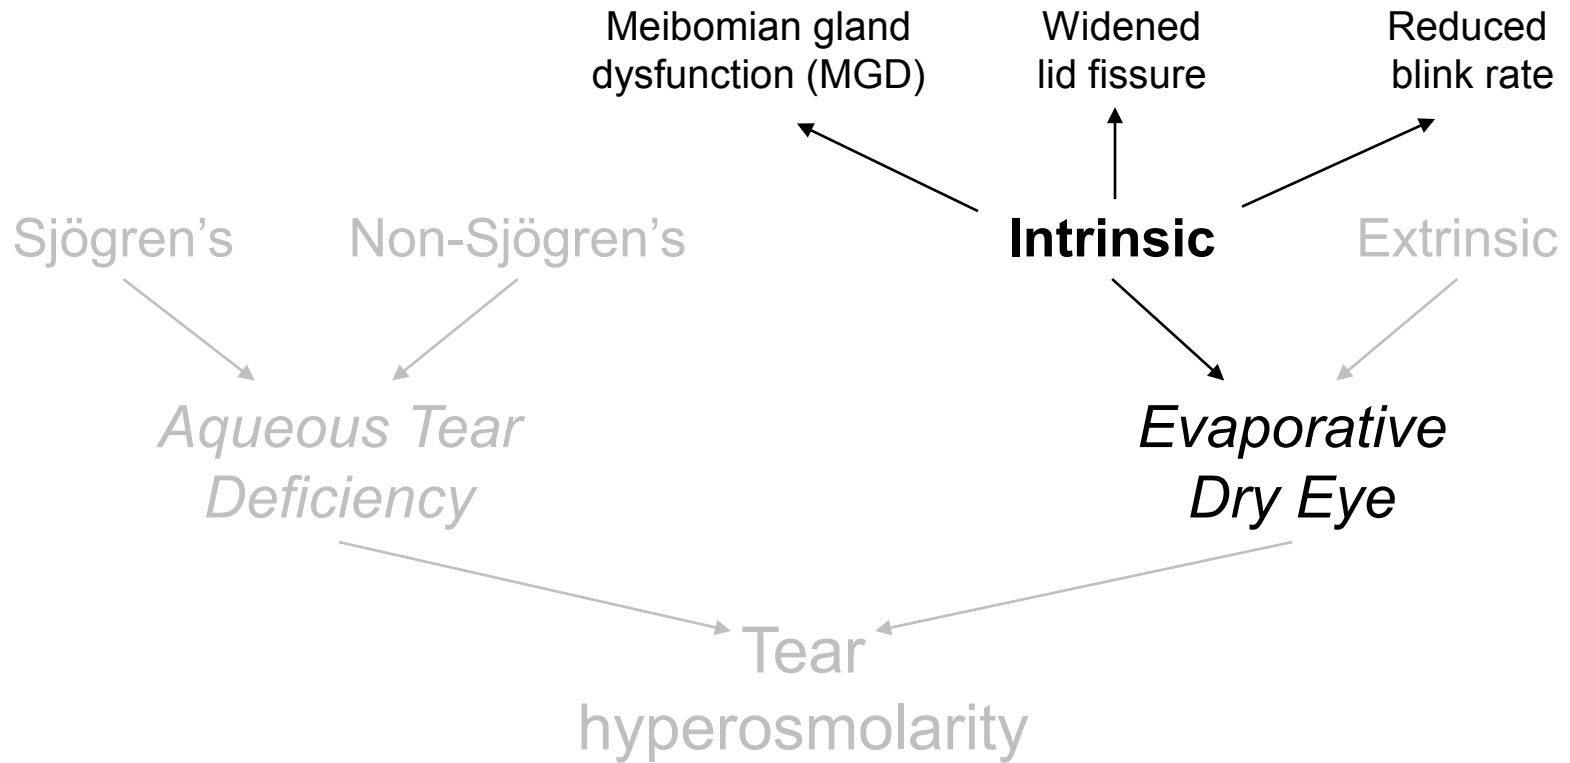 Meibomian gland
dysfunction (MGD)
Widened
lid fissure
Reduced
blink rate
Sjögren’s
Non-Sjögren’s
Intrinsic
Extrinsic
Aqueous Tear
Deficiency
Evaporative
Dry Eye
Tear
hyperosmolarity